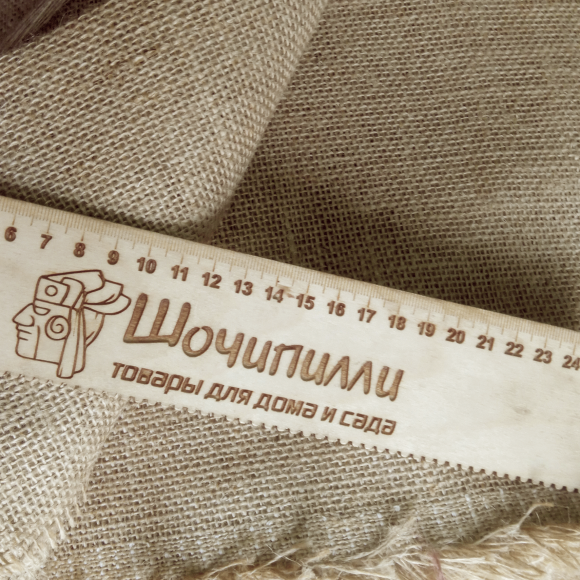 6 7 8 9 10 11 12 13 14 15 16 17 18 19 20 21 22 23 24
Шочипилли
товары для дома и сада